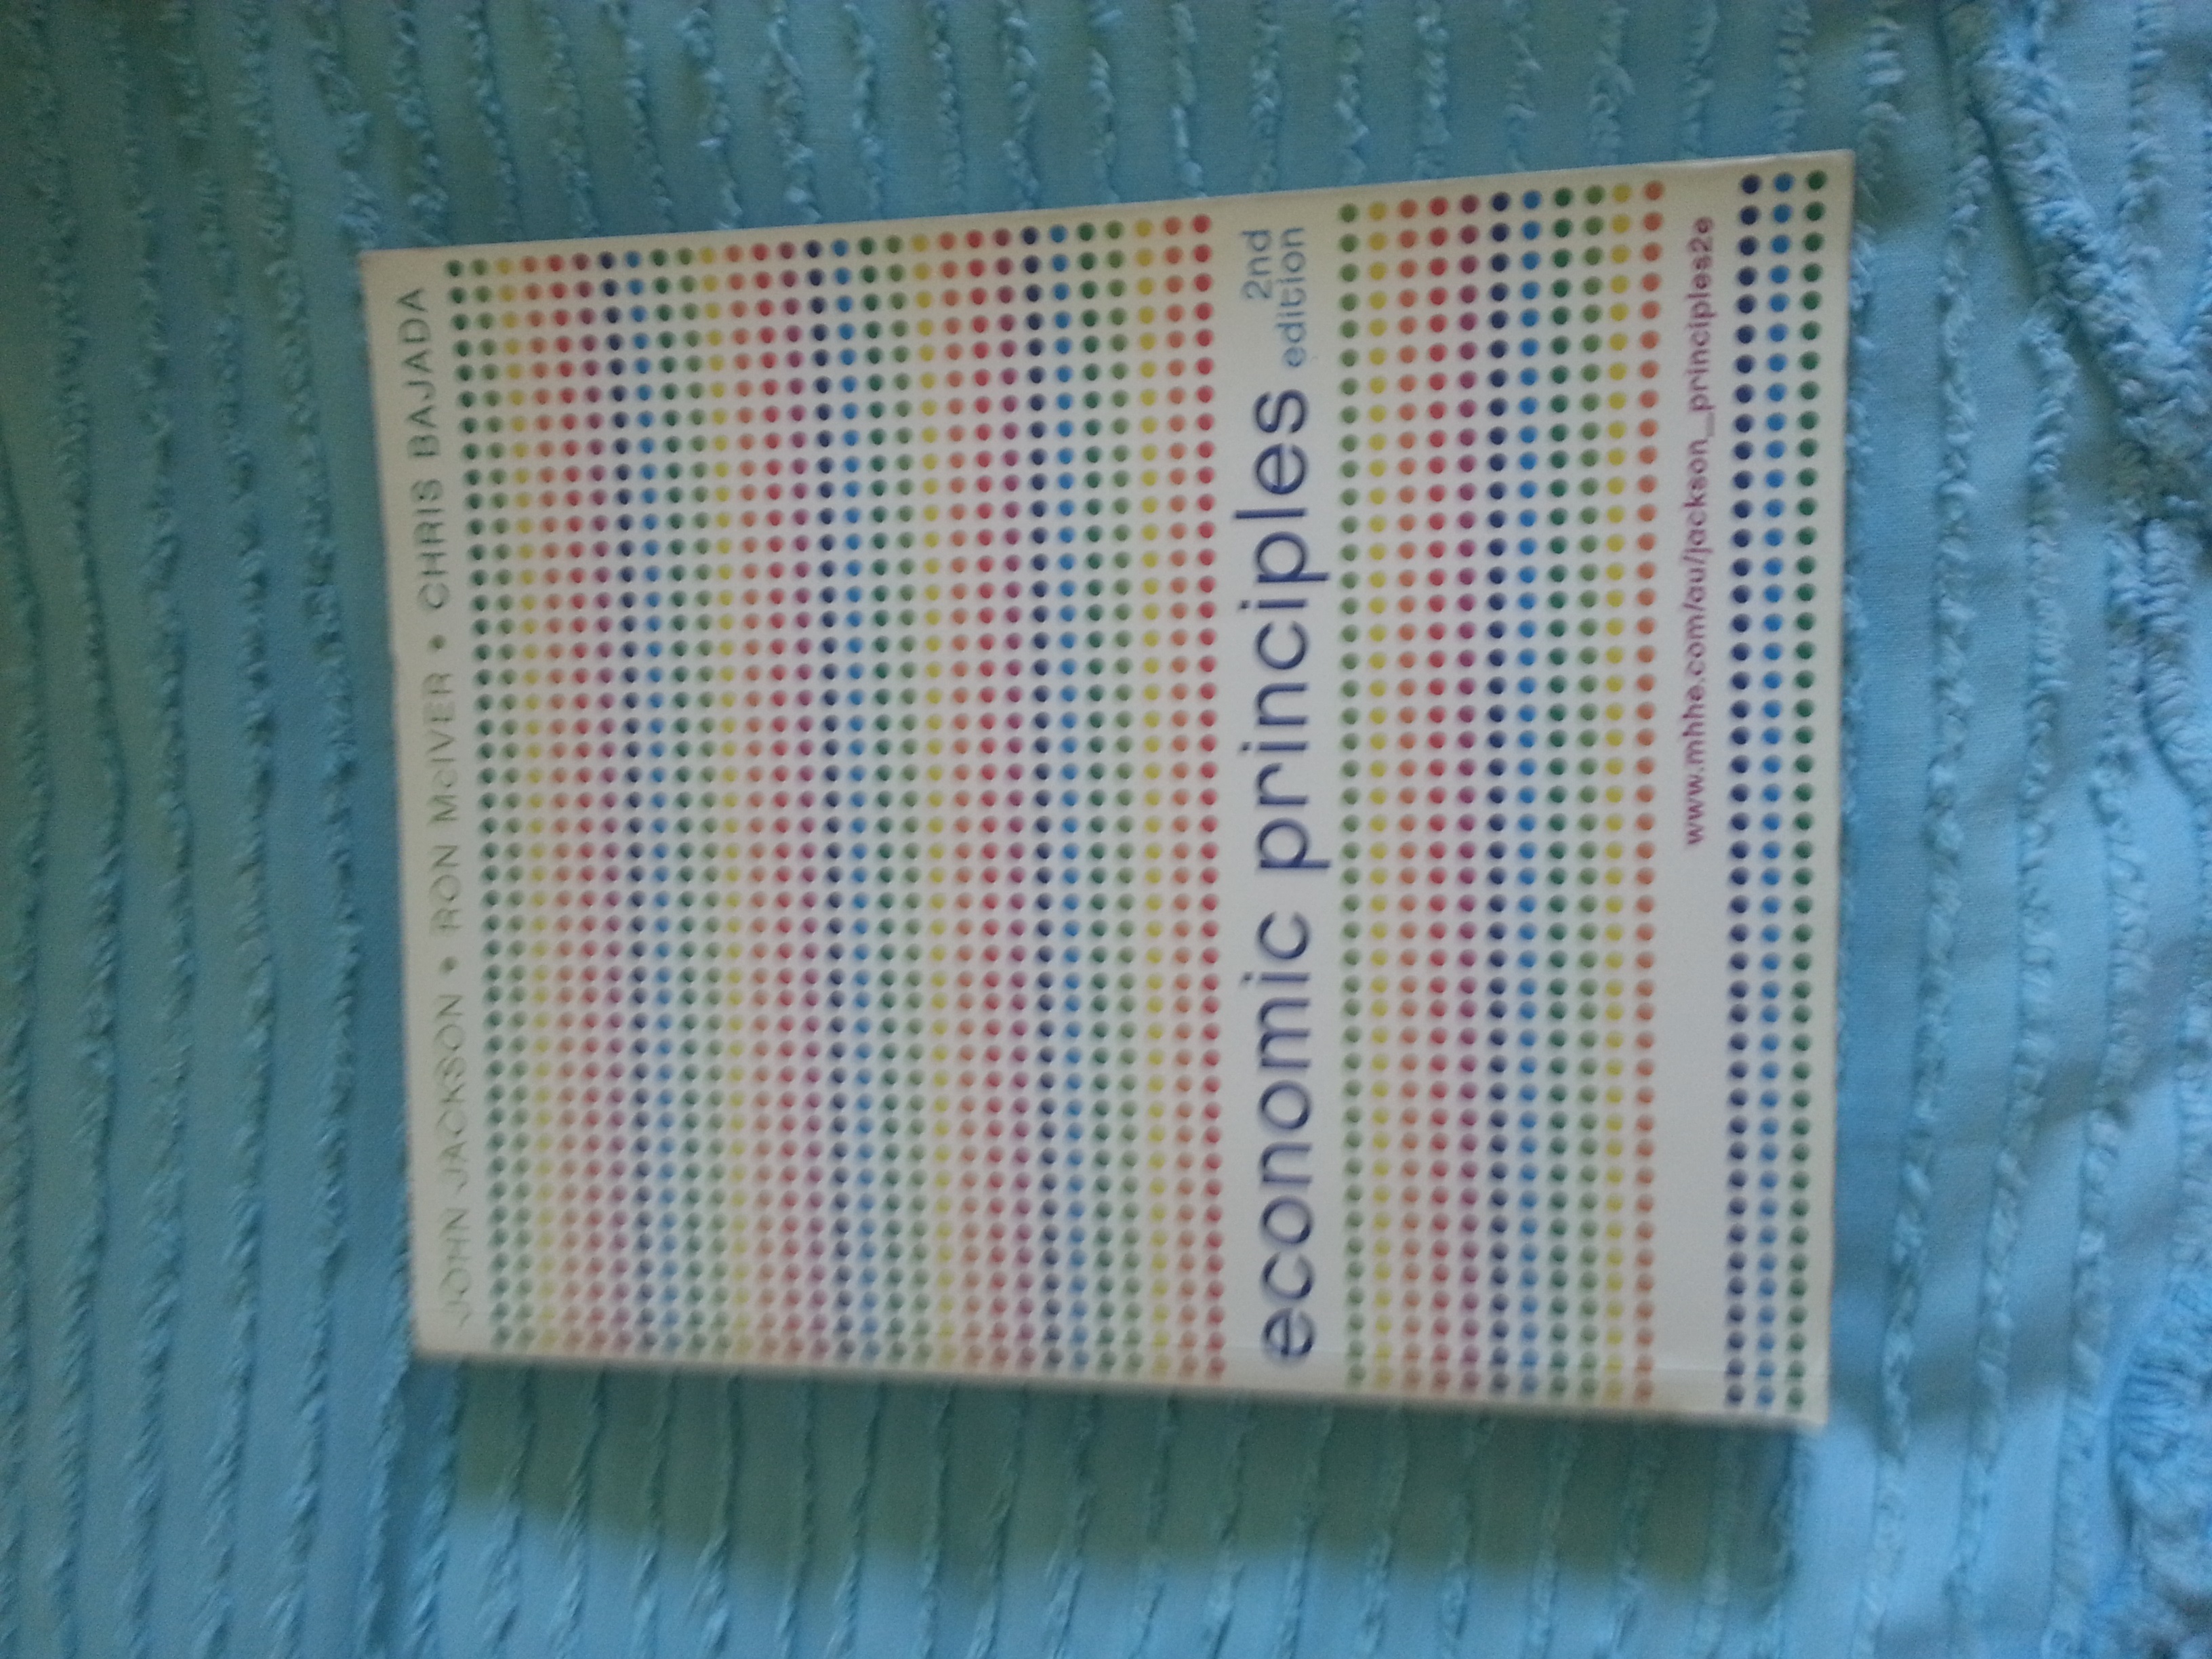 JOHN JACKSON • RON McIVER • CHRIS BAJADA
economic principles 2nd edition
www.mhhe.com/au/jackson_principles2e